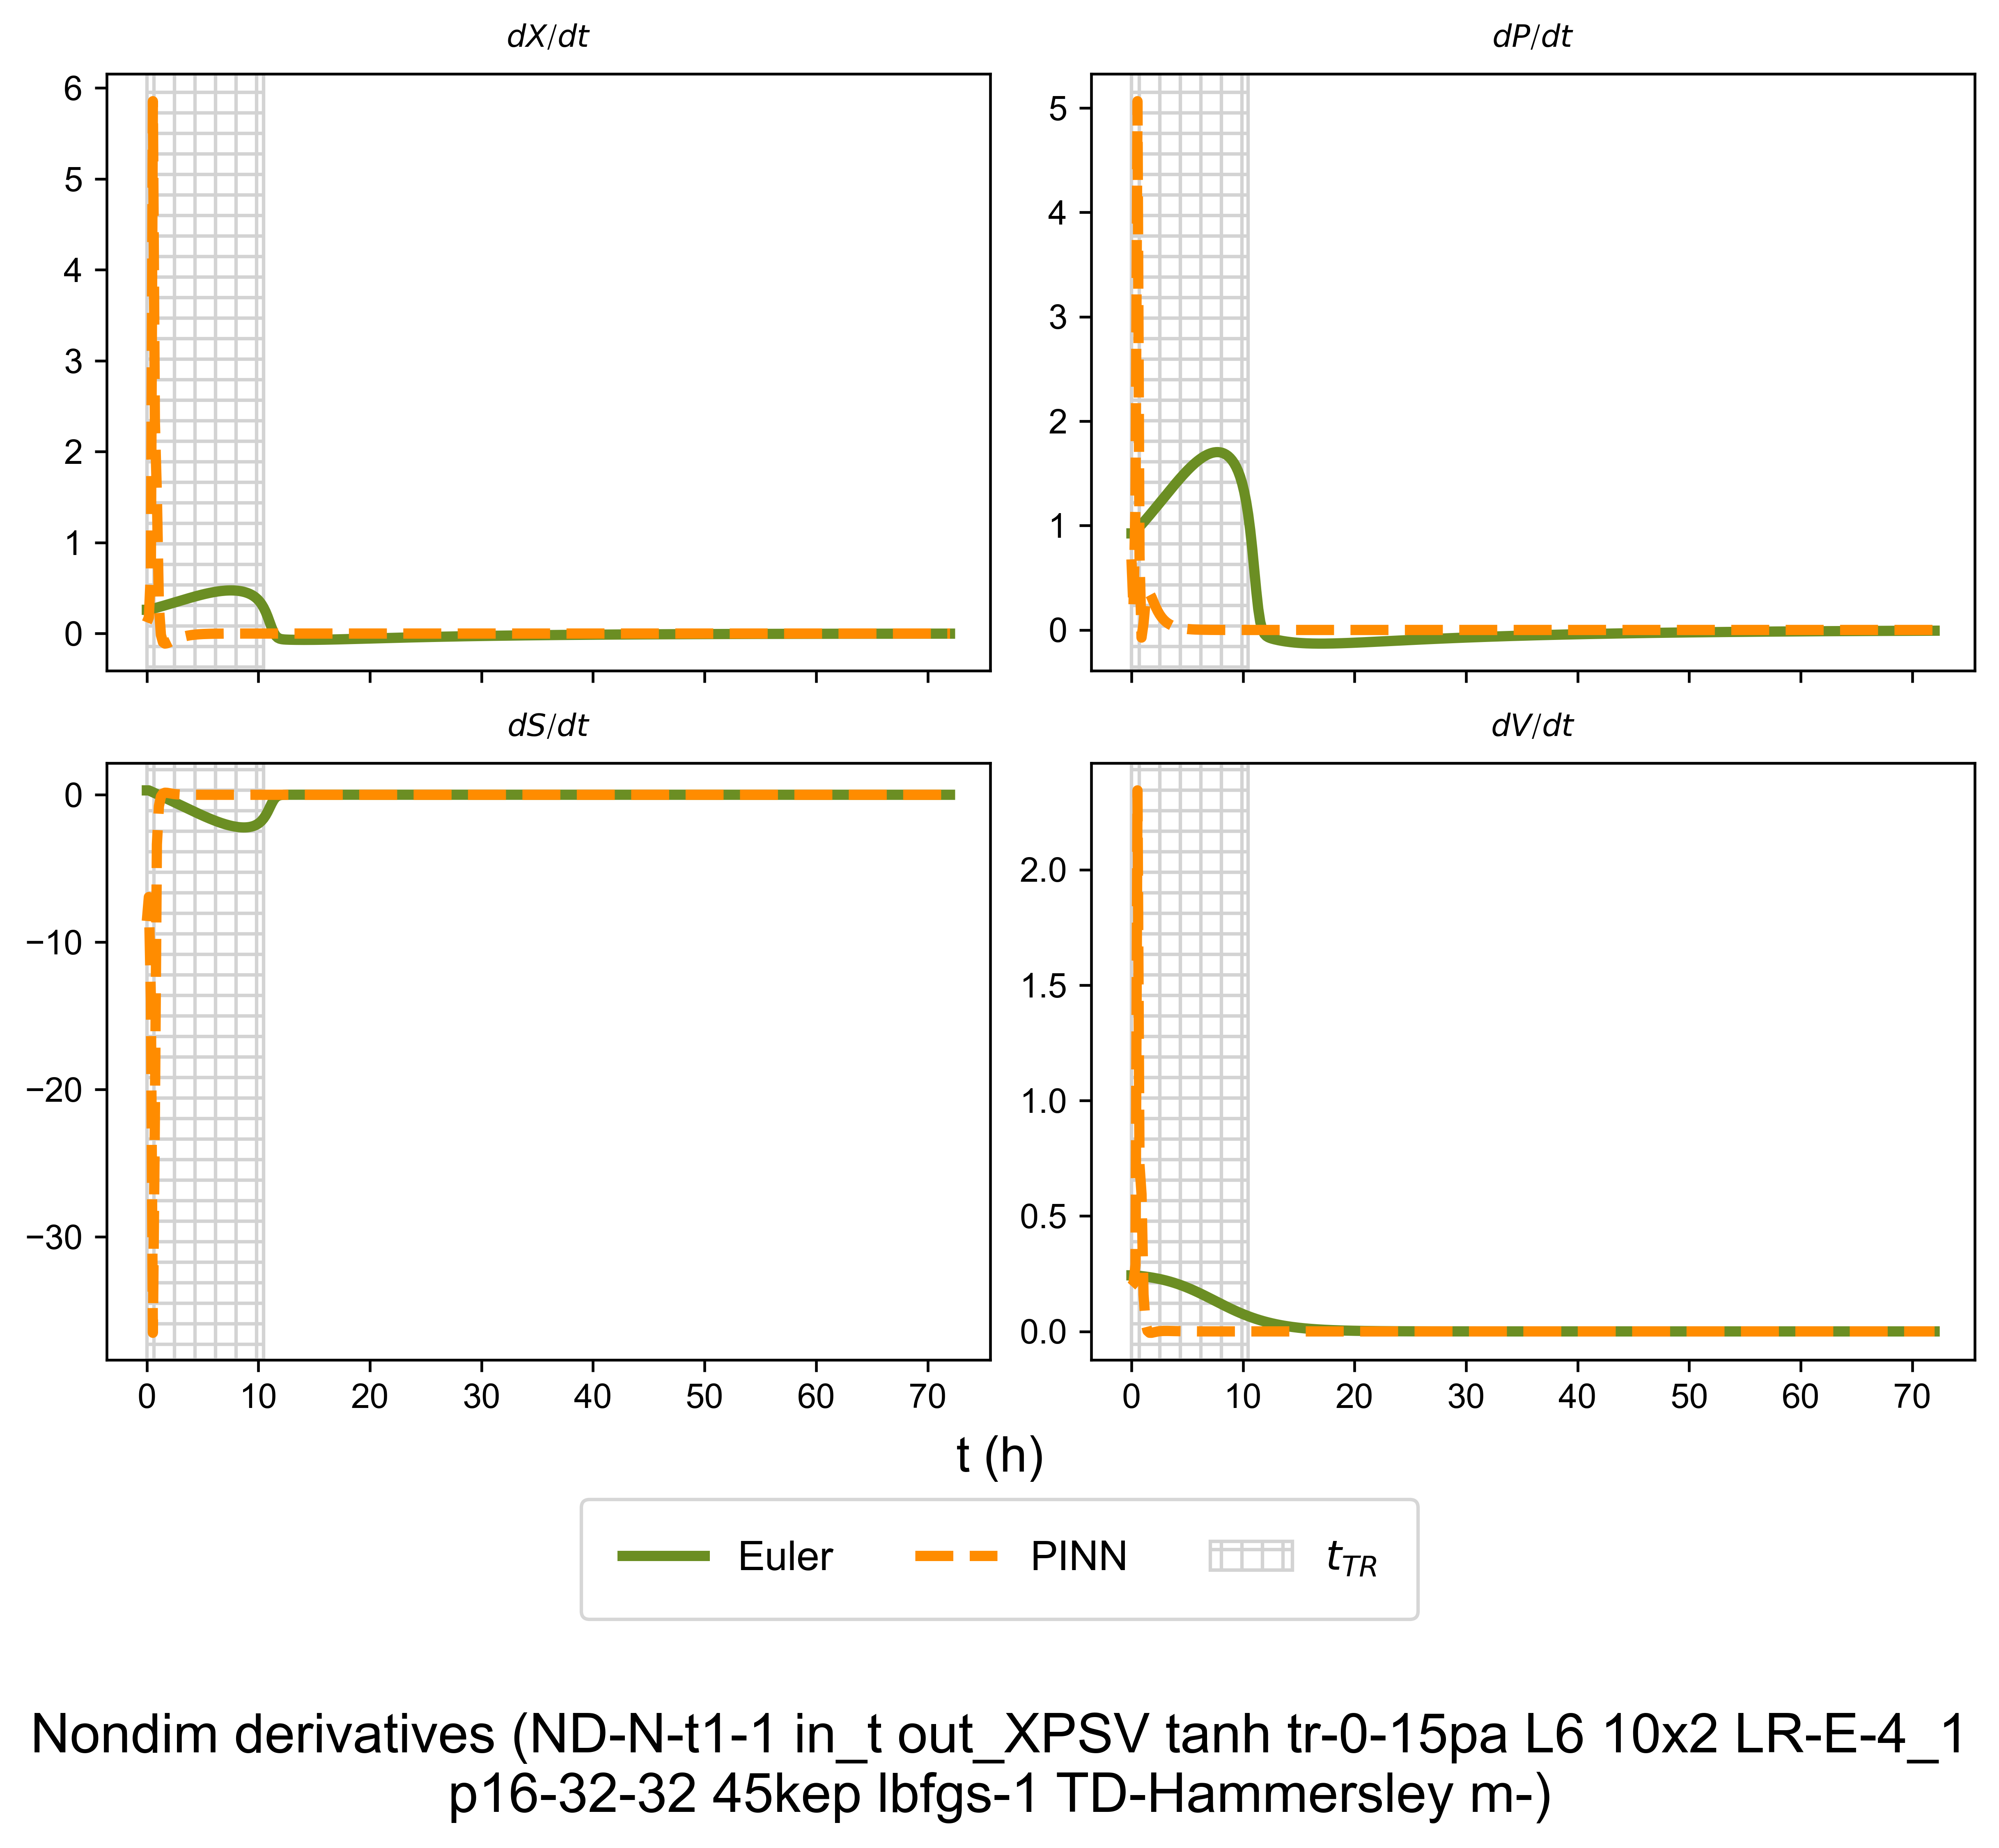 dX/dt
dP/dt
6
5
4
3
2
1
0
5
4
3
2
1
0
dS/dt
dV/dt
0
−10
−20
−30
2.0
1.5
1.0
0.5
0.0
0 10 20 30 40 50 60 70
0 10 20 30 40 50 60 70
t (h)
Euler PINN t_TR
Nondim derivatives (ND-N-t1-1 in_t out_XPSV tanh tr-0-15pa L6 10x2 LR-E-4_1
p16-32-32 45kep lbfgs-1 TD-Hammersley m-)